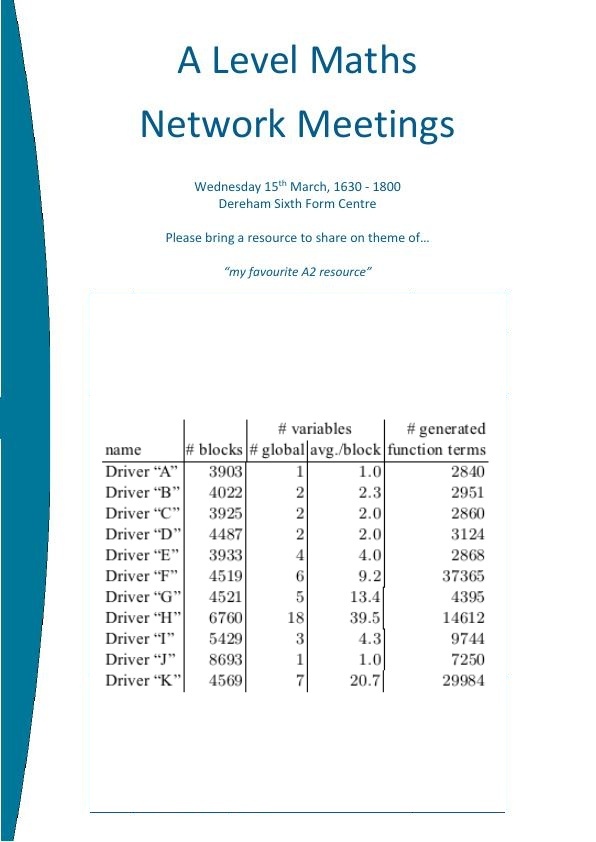 A Level Maths
Network Meetings
Wednesday 15th March, 1630 - 1800
Dereham Sixth Form Centre
Please bring a resource to share on theme of…
“my favourite A2 resource”
# variables # generated
name # blocks # global avg./block function terms
Driver “A” 3903 1 1.0 2840
Driver “B” 4022 2 2.3 2951
Driver “C” 3925 2 2.0 2860
Driver “D” 4487 2 2.0 3124
Driver “E” 3933 4 4.0 2868
Driver “F” 4519 6 9.2 37365
Driver “G” 4521 5 13.4 4395
Driver “H” 6760 18 39.5 14612
Driver “I” 5429 3 4.3 9744
Driver “J” 8693 1 1.0 7250
Driver “K” 4569 7 20.7 29984